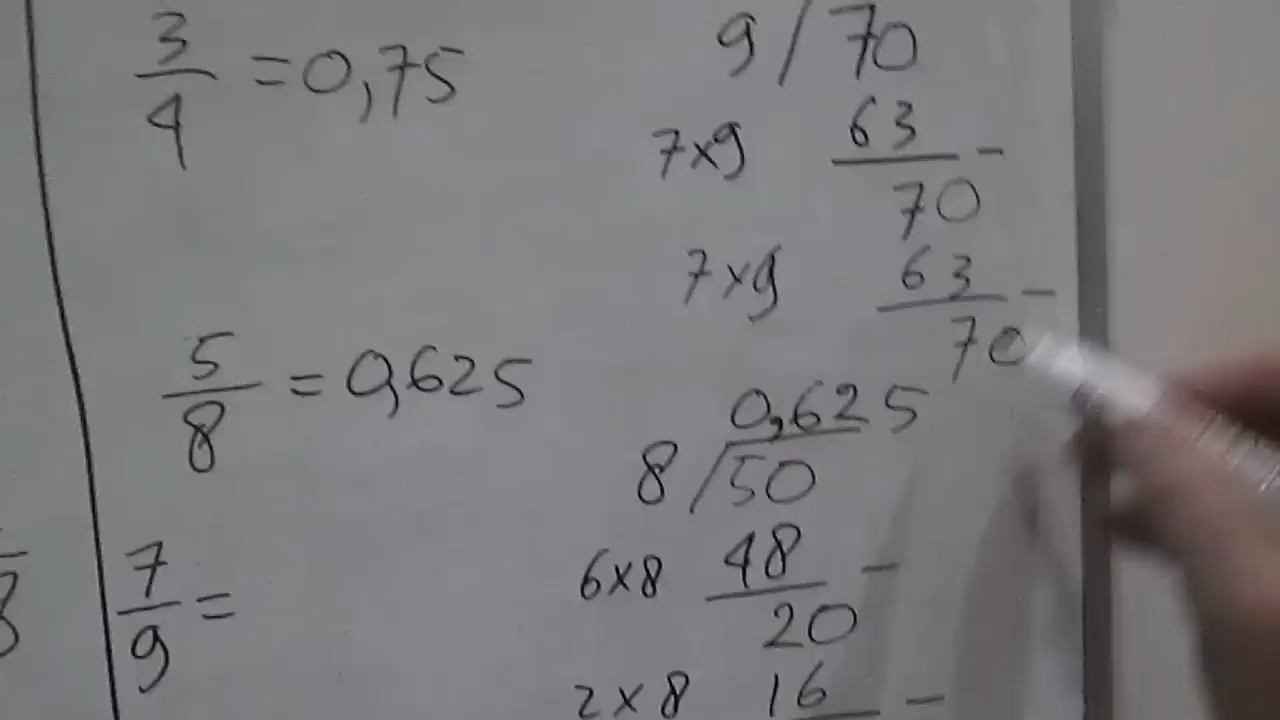 3/4 = 0,75
5/8 = 0,625
7/9 =
9/70
7x9 63 -
70
7x9 63 -
70
0,625
8/50
6x8 48 -
20
2x8 16 -